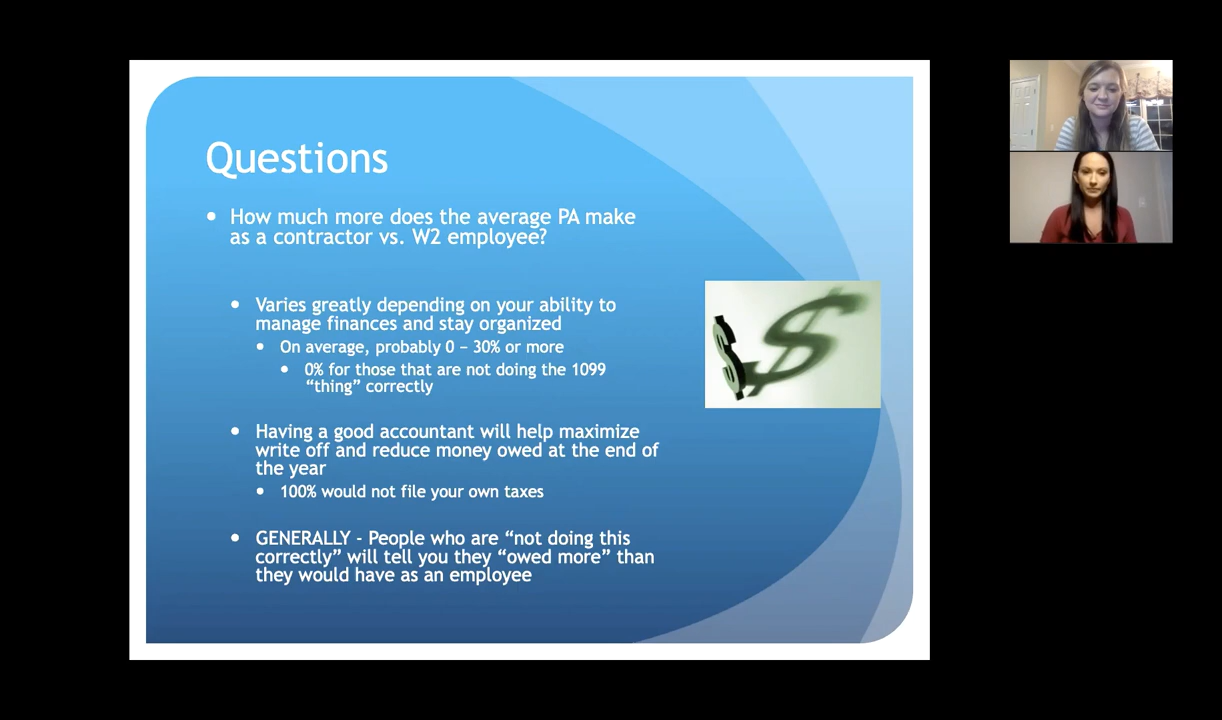 Questions
• How much more does the average PA make
as a contractor vs. W2 employee?
• Varies greatly depending on your ability to
manage finances and stay organized
• On average, probably 0 – 30% or more
• 0% for those that are not doing the 1099
“thing” correctly
• Having a good accountant will help maximize
write off and reduce money owed at the end of
the year
• 100% would not file your own taxes
• GENERALLY - People who are “not doing this
correctly” will tell you they “owed more” than
they would have as an employee